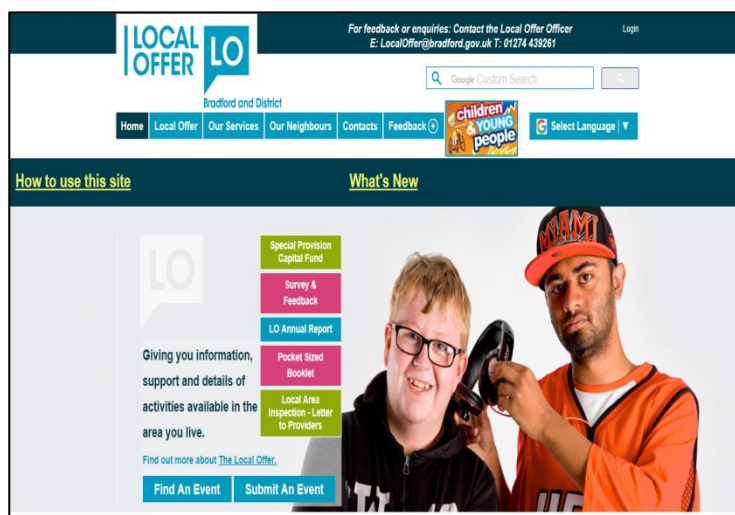 LOCAL
OFFER
LO
Bradford and District
For feedback or enquiries: Contact the Local Offer Officer
E: LocalOffer@bradford.gov.uk T: 01274 439261
Login
Google Custom Search
Home Local Offer Our Services Our Neighbours Contacts Feedback
children
& YOUNG
people
G Select Language ▼
How to use this site
What's New
LO
Special Provision
Capital Fund
Survey &
Feedback
LO Annual Report
Pocket Sized
Booklet
Local Area
Inspection - Letter
to Providers
Giving you information,
support and details of
activities available in the
area you live.
Find out more about The Local Offer.
Find An Event
Submit An Event
MIAMI